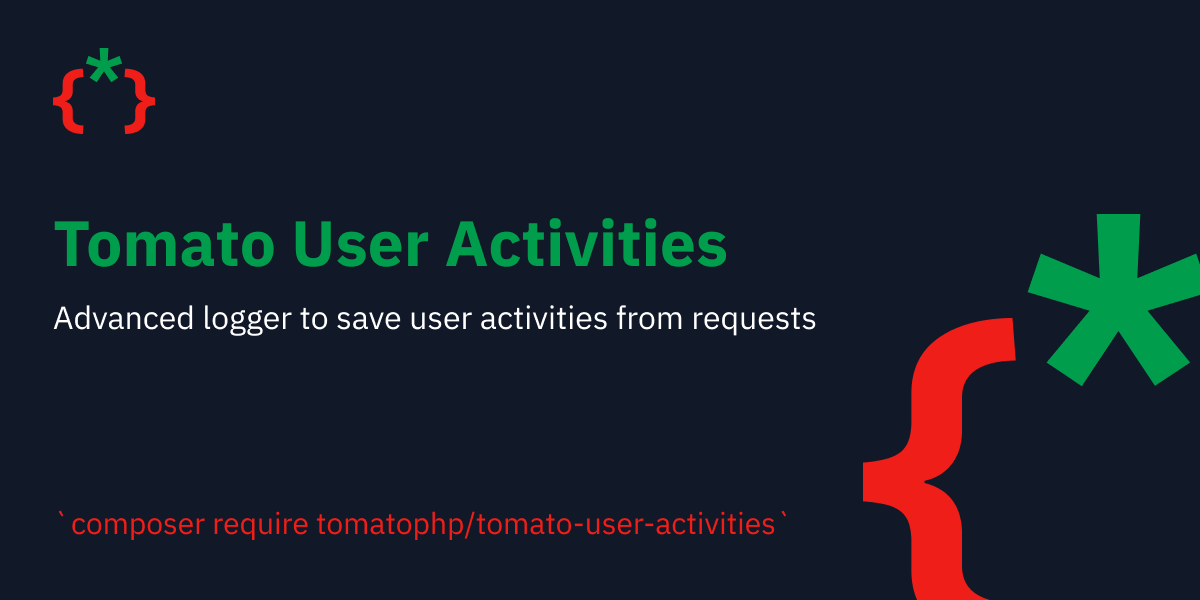 {*}
Tomato User Activities
Advanced logger to save user activities from requests
`composer require tomatophp/tomato-user-activities`